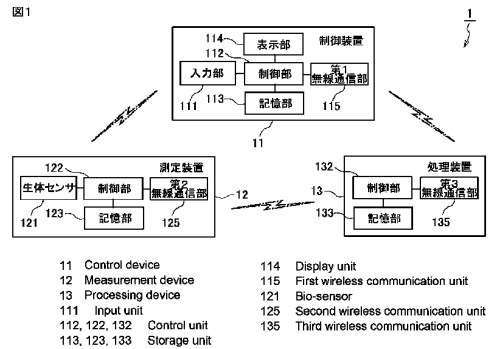 図1
1
制御装置
114
表示部
112
入力部
制御部
第1
無線通信部
111
113
記憶部
115
11
測定装置
122
生体センサ
制御部
第2
無線通信部
121
123
記憶部
125
12
処理装置
132
13
制御部
第3
無線通信部
133
記憶部
135
11 Control device
12 Measurement device
13 Processing device
111 Input unit
112, 122, 132 Control unit
113, 123, 133 Storage unit
114 Display unit
115 First wireless communication unit
121 Bio-sensor
125 Second wireless communication unit
135 Third wireless communication unit